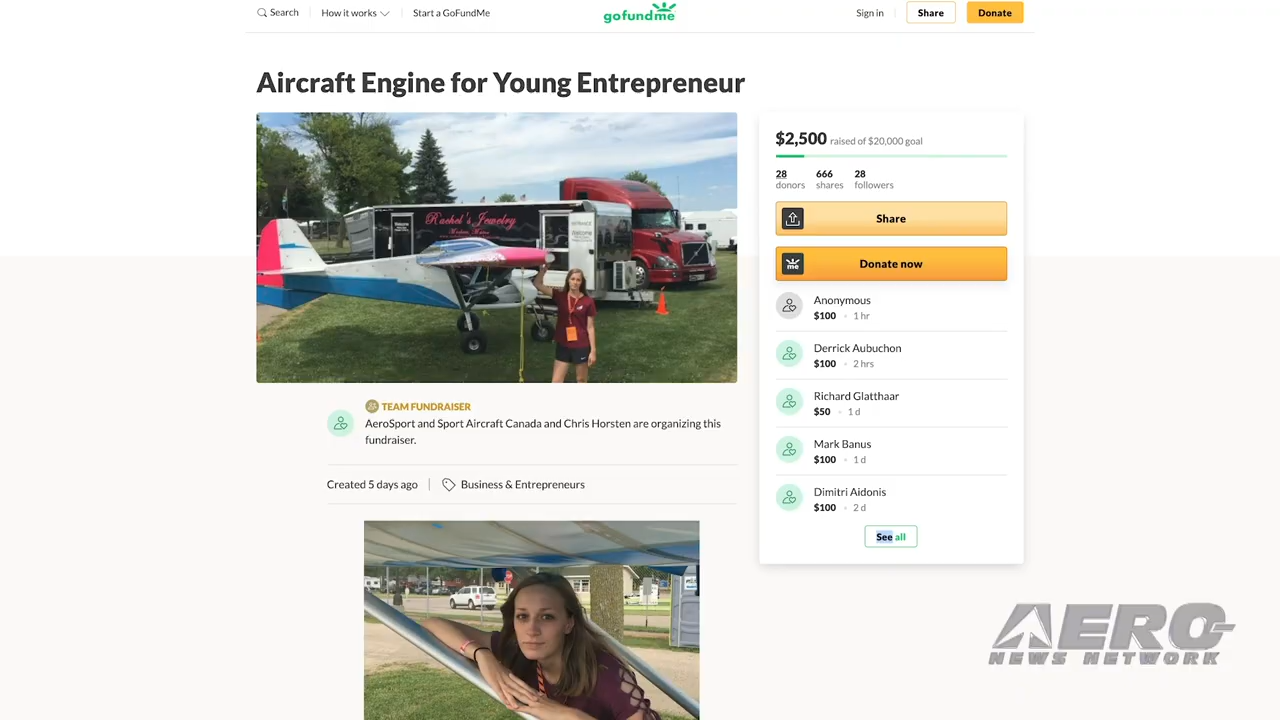 Search
How it works
Start a GoFundMe
gofundme
Sign in
Share
Donate
Aircraft Engine for Young Entrepreneur
Rachel's Jewelry
$2,500 raised of $20,000 goal
28 donors
666 shares
28 followers
Share
me
Donate now
Anonymous
$100 • 1 hr
Derrick Aubuchon
$100 • 2 hrs
Richard Glatthaar
$50 • 1 d
Mark Banus
$100 • 1 d
Dimitri Aidonis
$100 • 2 d
See all
TEAM FUNDRAISER
AeroSport and Sport Aircraft Canada and Chris Horsten are organizing this
fundraiser.
Created 5 days ago
Business & Entrepreneurs
AERO
NEWS NETWORK